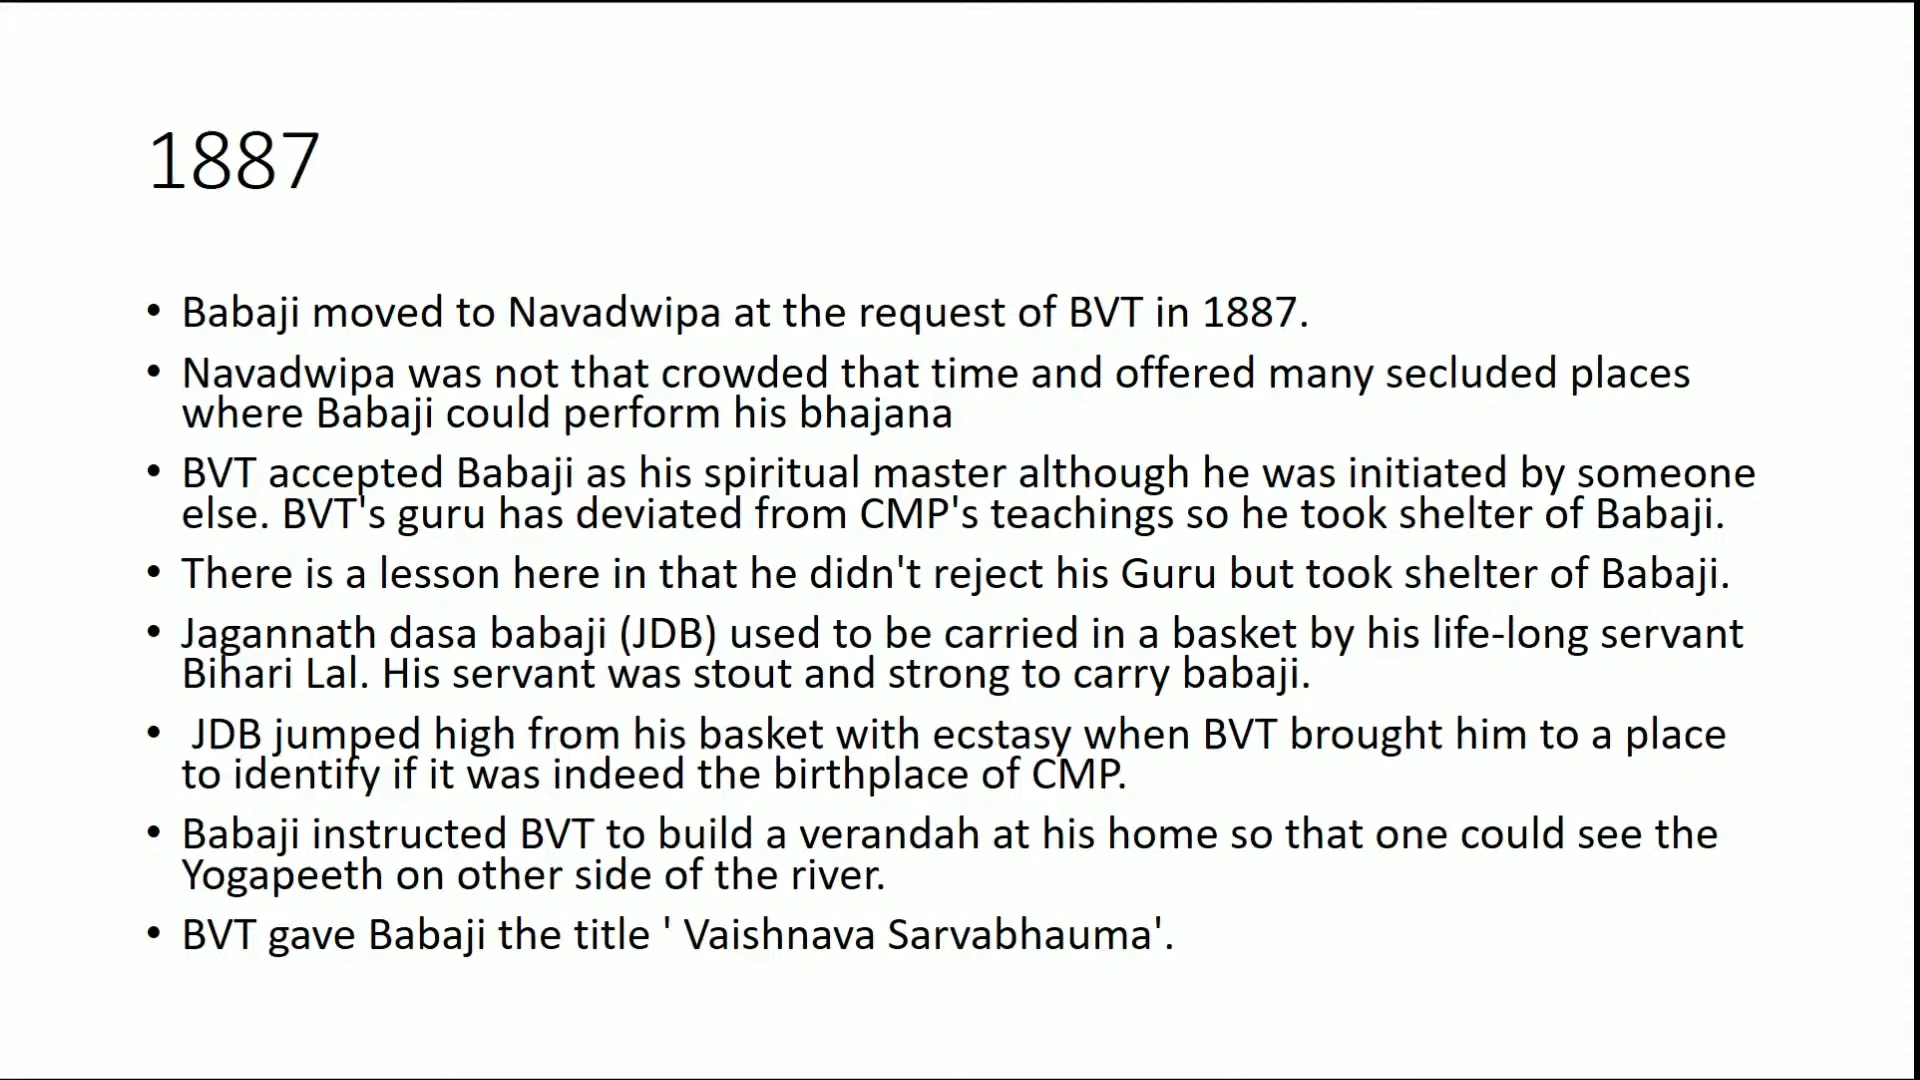 1887
• Babaji moved to Navadwipa at the request of BVT in 1887.
• Navadwipa was not that crowded that time and offered many secluded places
where Babaji could perform his bhajana
• BVT accepted Babaji as his spiritual master although he was initiated by someone
else. BVT's guru has deviated from CMP's teachings so he took shelter of Babaji.
• There is a lesson here in that he didn't reject his Guru but took shelter of Babaji.
• Jagannath dasa babaji (JDB) used to be carried in a basket by his life-long servant
Bihari Lal. His servant was stout and strong to carry babaji.
• JDB jumped high from his basket with ecstasy when BVT brought him to a place
to identify if it was indeed the birthplace of CMP.
• Babaji instructed BVT to build a verandah at his home so that one could see the
Yogapeeth on other side of the river.
• BVT gave Babaji the title ' Vaishnava Sarvabhauma'.